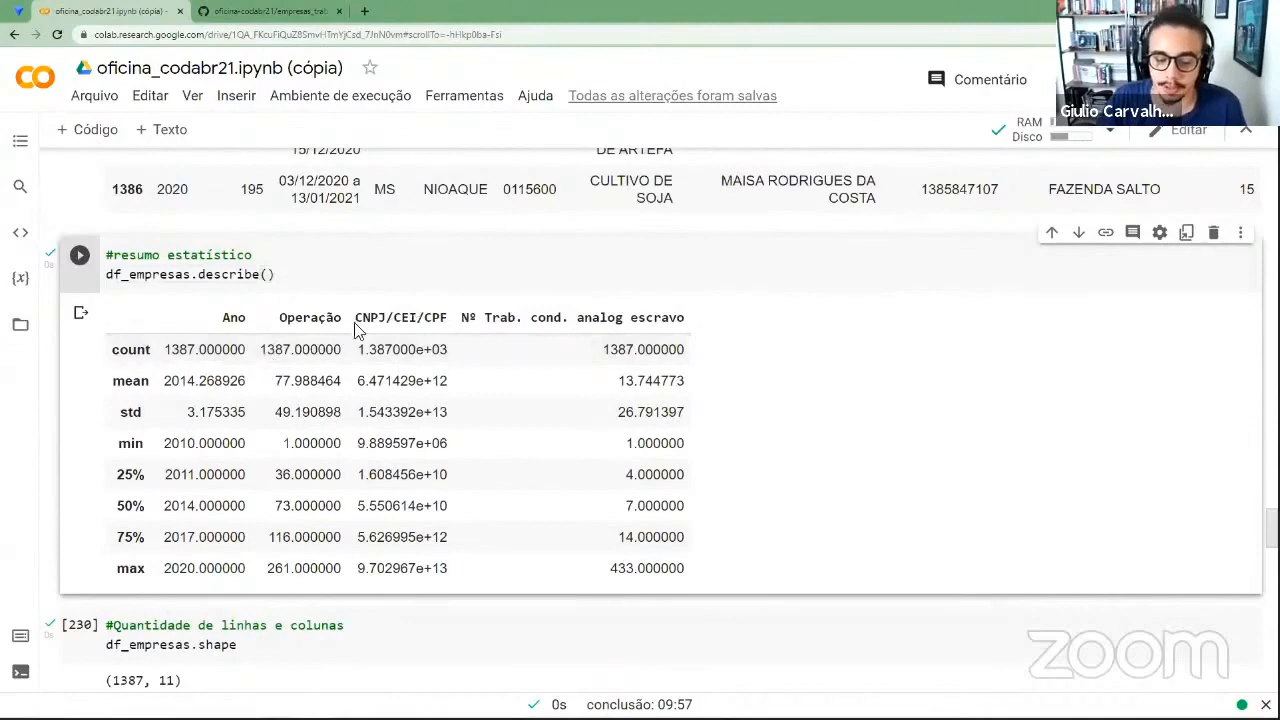 oficina_codabr21.ipynb (cópia) ×
oficina-codabr21/empresas_trab ×
+
colab.research.google.com/drive/1QA_FKcuFiQuZ8SmvHTmYjCsd_7JnN0vm#scrollTo=-hHkp0ba-Fsi
CO
oficina_codabr21.ipynb (cópia)
Arquivo Editar Ver Inserir Ambiente de execução Ferramentas Ajuda Todas as alterações foram salvas
Comentário
Giulio Carvalh...
+ Código + Texto
RAM
Disco
Editar
15/12/2020 DE ARTEFA
1386 2020 195 03/12/2020 a MS NIOAQUE 0115600 CULTIVO DE MAISA RODRIGUES DA 1385847107 FAZENDA SALTO 15
13/01/2021 SOJA COSTA
0s
#resumo estatístico
df_empresas.describe()
Ano Operação CNPJ/CEI/CPF Nº Trab. cond. analog escravo
count 1387.000000 1387.000000 1.387000e+03 1387.000000
mean 2014.268926 77.988464 6.471429e+12 13.744773
std 3.175335 49.190898 1.543392e+13 26.791397
min 2010.000000 1.000000 9.889597e+06 1.000000
25% 2011.000000 36.000000 1.608456e+10 4.000000
50% 2014.000000 73.000000 5.550614e+10 7.000000
75% 2017.000000 116.000000 5.626995e+12 14.000000
max 2020.000000 261.000000 9.702967e+13 433.000000
0s
[230] #Quantidade de linhas e colunas
df_empresas.shape
(1387, 11)
zoom
0s conclusão: 09:57